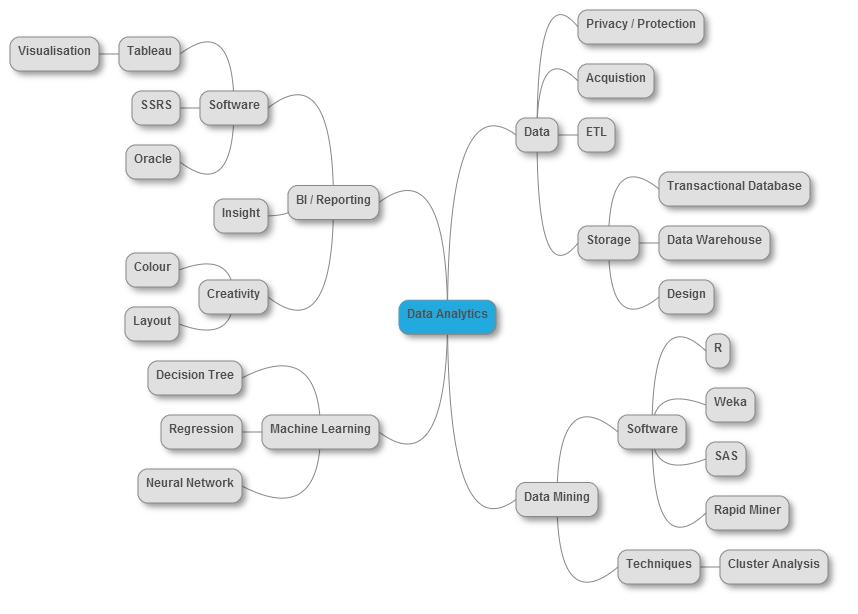 Privacy / Protection
Visualisation
Tableau
Acquistion
SSRS
Software
Data
ETL
Oracle
Transactional Database
BI / Reporting
Insight
Storage
Data Warehouse
Colour
Creativity
Design
Layout
Data Analytics
R
Decision Tree
Weka
Regression
Machine Learning
Software
SAS
Neural Network
Data Mining
Rapid Miner
Techniques
Cluster Analysis